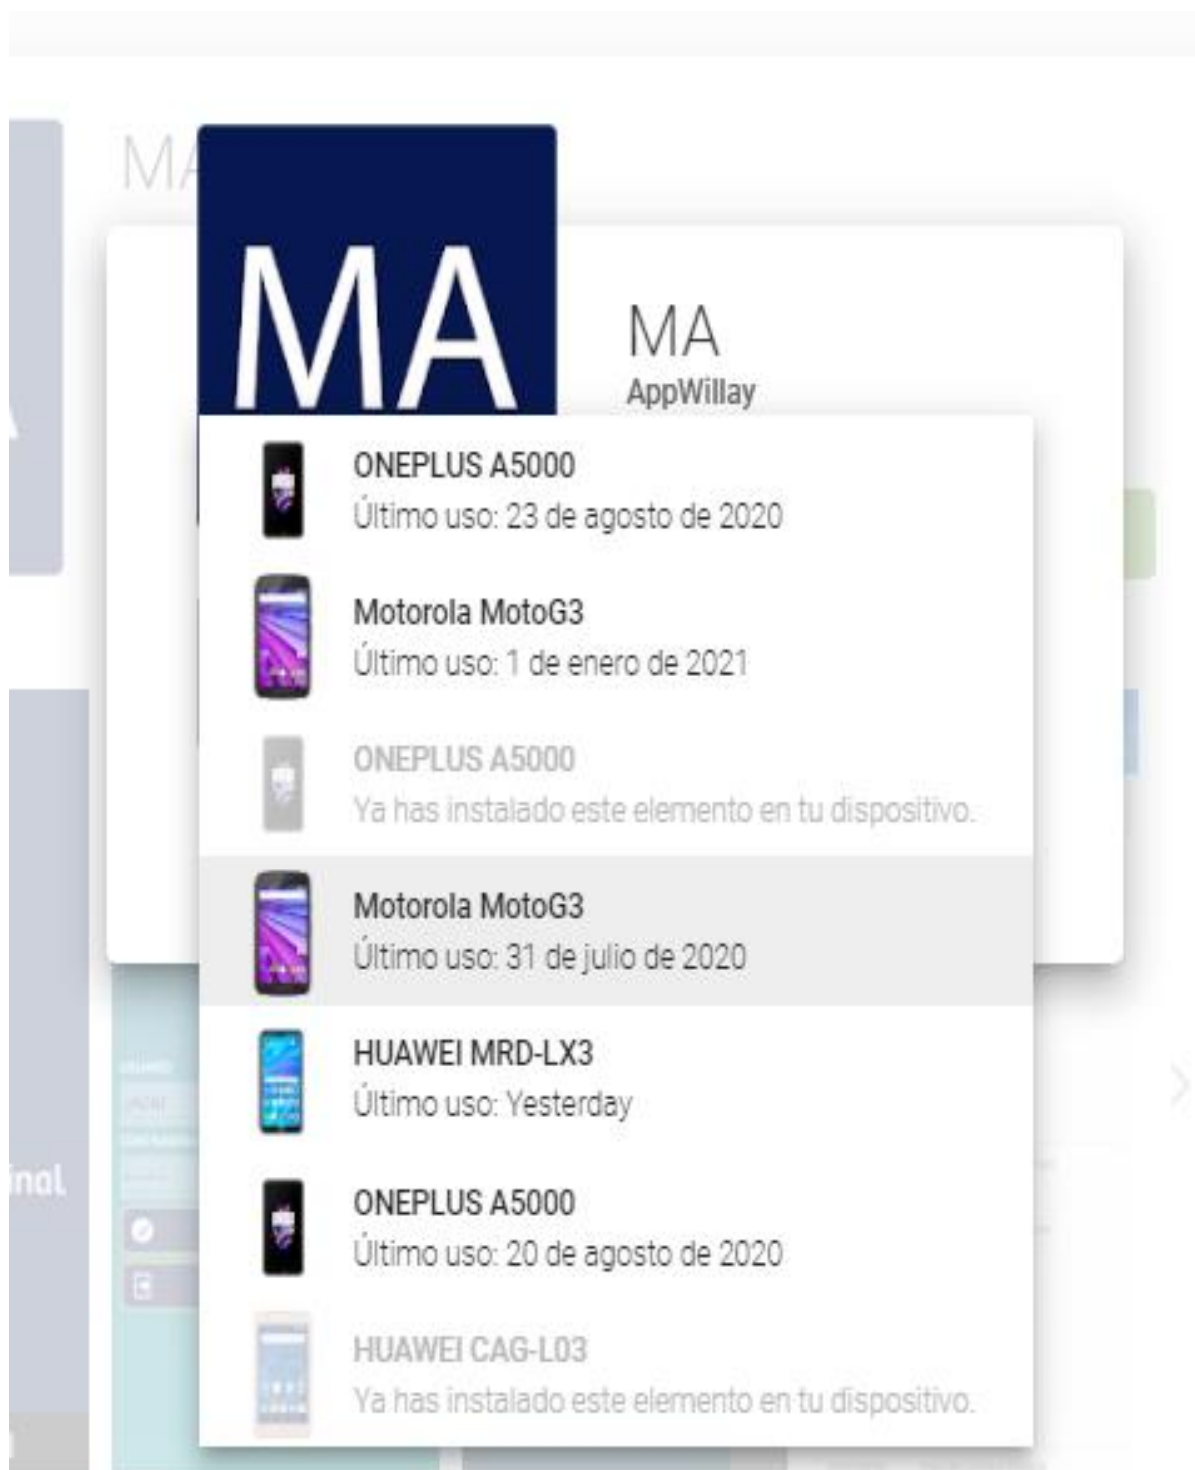 MA
MA
MA
AppWillay
ONEPLUS A5000
Último uso: 23 de agosto de 2020
Motorola MotoG3
Último uso: 1 de enero de 2021
ONEPLUS A5000
Ya has instalado este elemento en tu dispositivo.
Motorola MotoG3
Último uso: 31 de julio de 2020
HUAWEI MRD-LX3
Último uso: Yesterday
ONEPLUS A5000
Último uso: 20 de agosto de 2020
HUAWEI CAG-L03
Ya has instalado este elemento en tu dispositivo.
inal